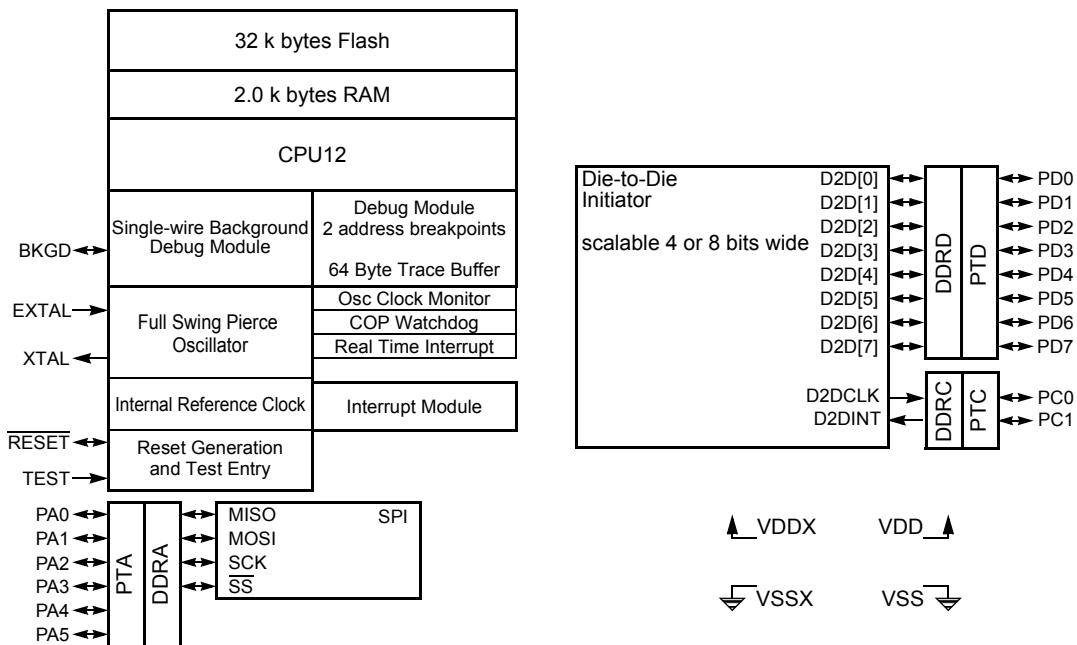 32 k bytes Flash
2.0 k bytes RAM
CPU12
Single-wire Background
Debug Module
Debug Module
2 address breakpoints
64 Byte Trace Buffer
BKGD
EXTAL
XTAL
Full Swing Pierce
Oscillator
Osc Clock Monitor
COP Watchdog
Real Time Interrupt
Internal Reference Clock
Interrupt Module
RESET
TEST
Reset Generation
and Test Entry
PA0
PA1
PA2
PA3
PA4
PA5
PTA
DDRA
MISO
MOSI
SCK
SS
SPI
Die-to-Die
Initiator
scalable 4 or 8 bits wide
D2D[0]
D2D[1]
D2D[2]
D2D[3]
D2D[4]
D2D[5]
D2D[6]
D2D[7]
DDRD
PTD
PD0
PD1
PD2
PD3
PD4
PD5
PD6
PD7
D2DCLK
D2DINT
DDRC
PTC
PC0
PC1
VDDX
VDD
VSSX
VSS